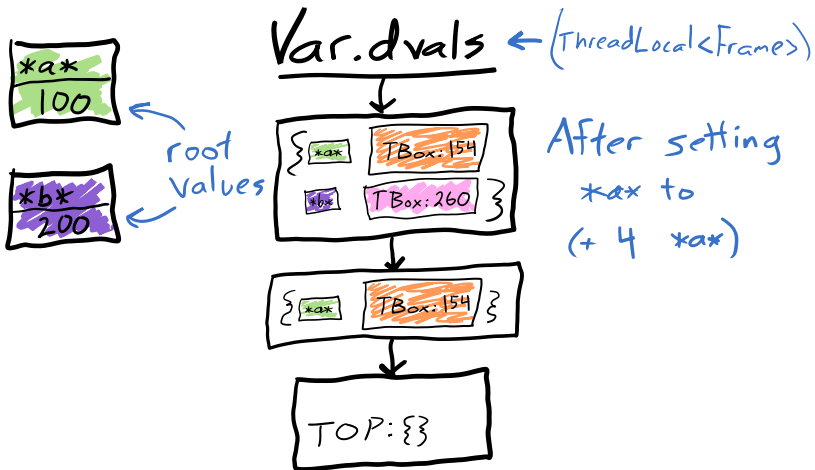 Var.dvals
(ThreadLocal<Frame>)
*a*
100
root
values
*b*
200
{ *a* TBox:154
*b* TBox:260 }
After setting
*a* to
(+ 4 *a*)
{ *a* TBox:154 }
TOP:{}